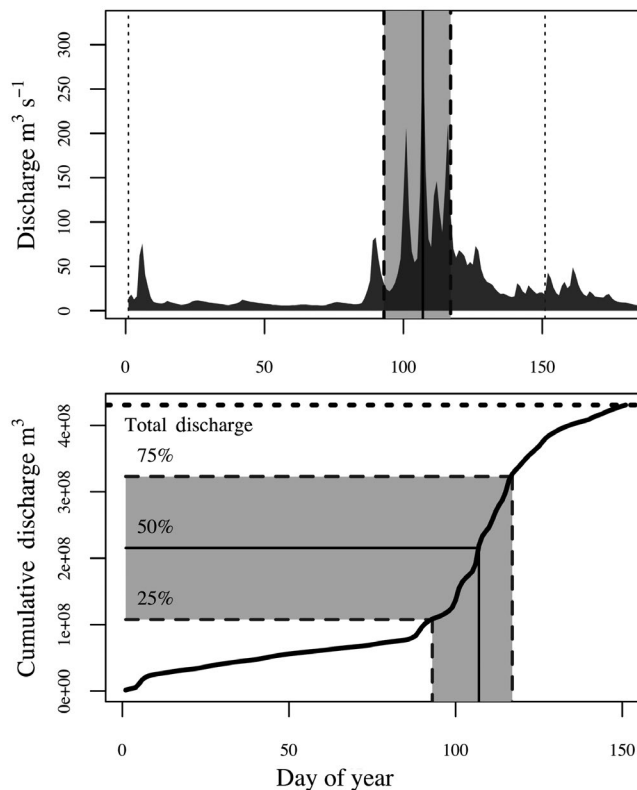 Discharge m³ s⁻¹
300
250
200
150
100
50
0
0 50 100 150
Cumulative discharge m³
4e+08
3e+08
2e+08
1e+08
0e+00
Total discharge
75%
50%
25%
0 50 100 150
Day of year